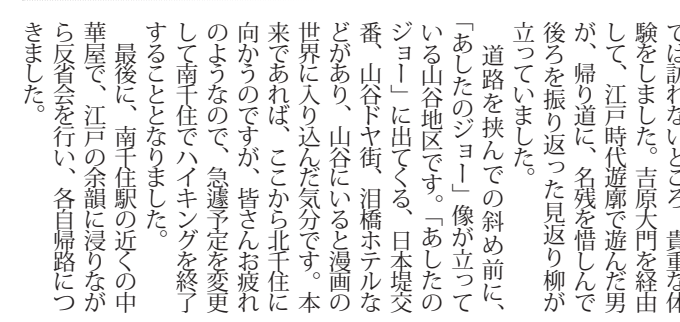 では訪れないところ、貴重な体
験をしました。吉原大門を経由
して、江戸時代遊廓で遊んだ男
が、帰り道に、名残を惜しんで
後ろを振り返った見返り柳が
立っていました。
道路を挟んでの斜め前に、
「あしたのジョー」像が立って
いる山谷地区です。「あしたの
ジョー」に出てくる、日本堤交
番、山谷ドヤ街、泪橋ホテルな
どがあり、山谷にいると漫画の
世界に入り込んだ気分です。本
来であれば、ここから北千住に
向かうのですが、皆さんお疲れ
のようなので、急遽予定を変更
して南千住でハイキングを終了
することとなりました。
最後に、南千住駅の近くの中
華屋で、江戸の余韻に浸りなが
ら反省会を行い、各自帰路につ
きました。